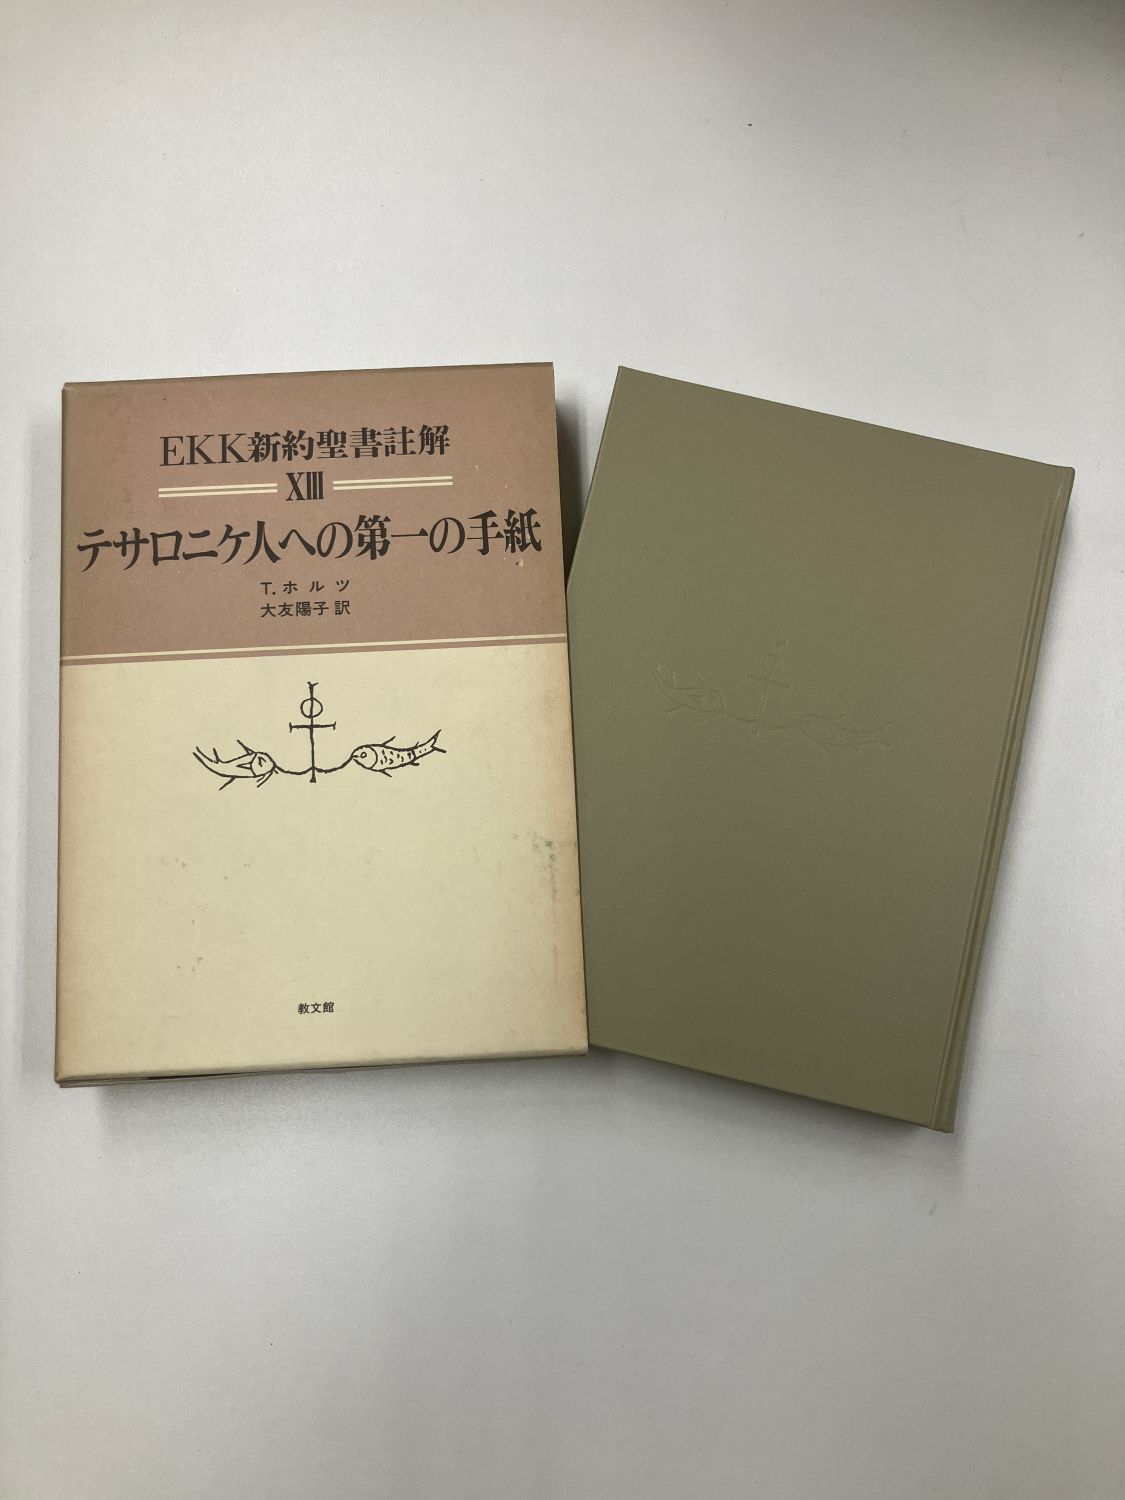 EKK新約聖書註解
XIII
テサロニケ人への第一の手紙
T. ホルツ
大友陽子 訳
教文館